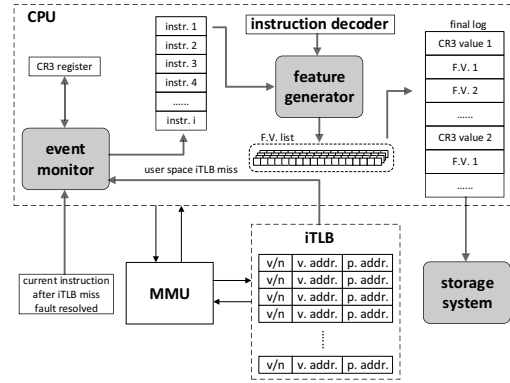 CPU
CR3 register
event
monitor
instr. 1
instr. 2
instr. 3
instr. 4
......
instr. i
instruction decoder
feature
generator
F.V. list
user space iTLB miss
final log
CR3 value 1
F.V. 1
F.V. 2
......
CR3 value 2
F.V. 1
......
current instruction
after iTLB miss
fault resolved
MMU
iTLB
v/n v. addr. p. addr.
v/n v. addr. p. addr.
v/n v. addr. p. addr.
v/n v. addr. p. addr.
......
v/n v. addr. p. addr.
storage
system